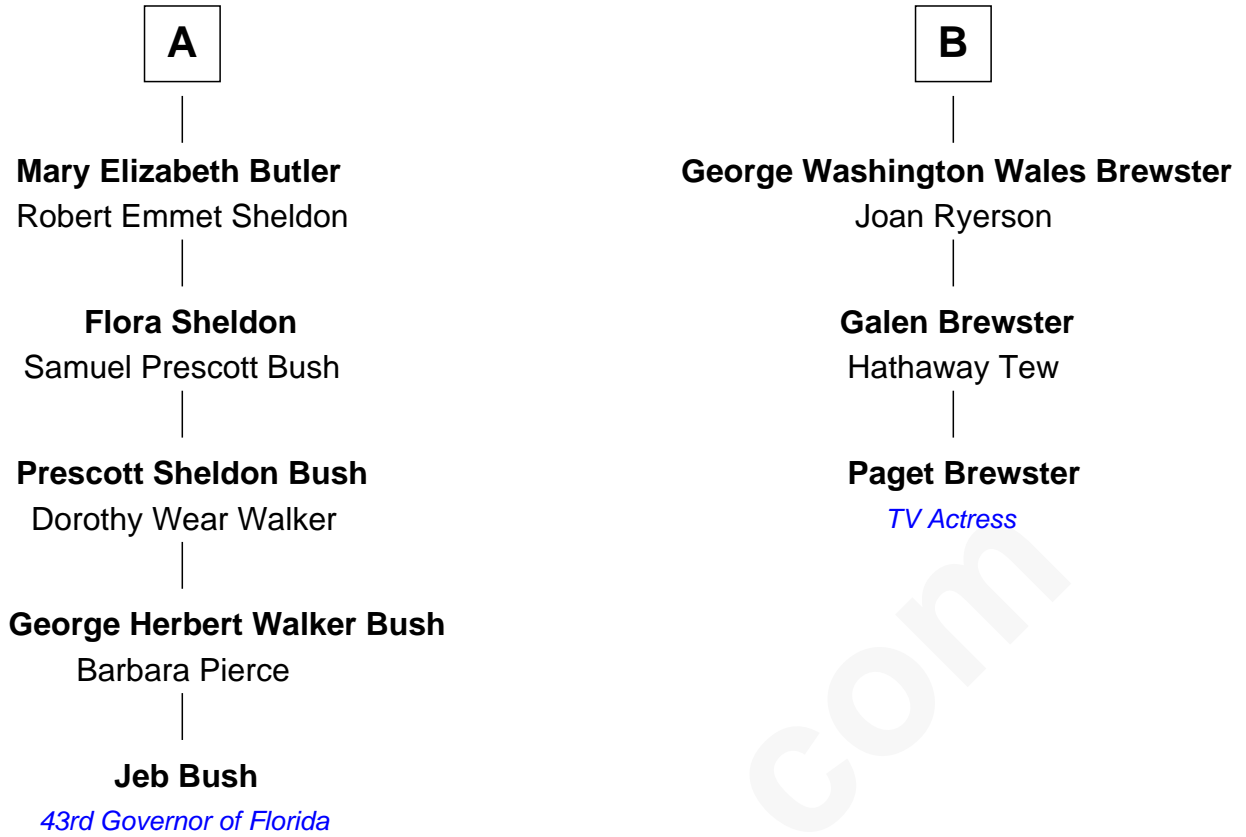 A
Mary Elizabeth Butler
Robert Emmet Sheldon
Flora Sheldon
Samuel Prescott Bush
Prescott Sheldon Bush
Dorothy Wear Walker
George Herbert Walker Bush
Barbara Pierce
Jeb Bush
43rd Governor of Florida
B
George Washington Wales Brewster
Joan Ryerson
Galen Brewster
Hathaway Tew
Paget Brewster
TV Actress
com